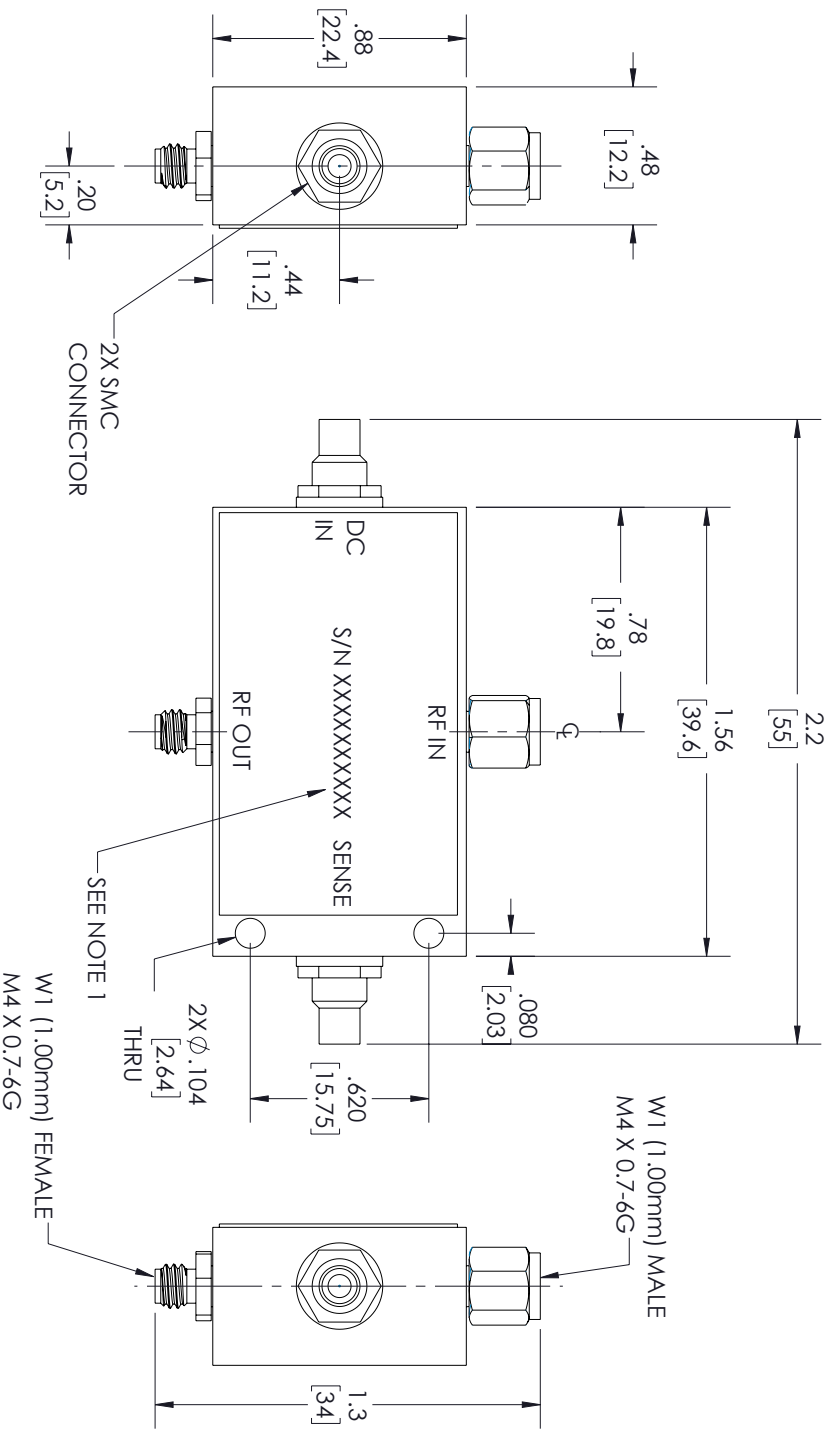 .88
[22.4]
.48
[12.2]
.20
[5.2]
.44
[11.2]
2X SMC
CONNECTOR
2.2
[55]
1.56
[39.6]
.78
[19.8]
℄
RF IN
DC
IN
S/N XXXXXXXXXX SENSE
RF OUT
SEE NOTE 1
.080
[2.03]
.620
[15.75]
2X ∅ .104
[2.64]
THRU
W1 (1.00mm) MALE
M4 X 0.7-6G
W1 (1.00mm) FEMALE
M4 X 0.7-6G
1.3
[34]